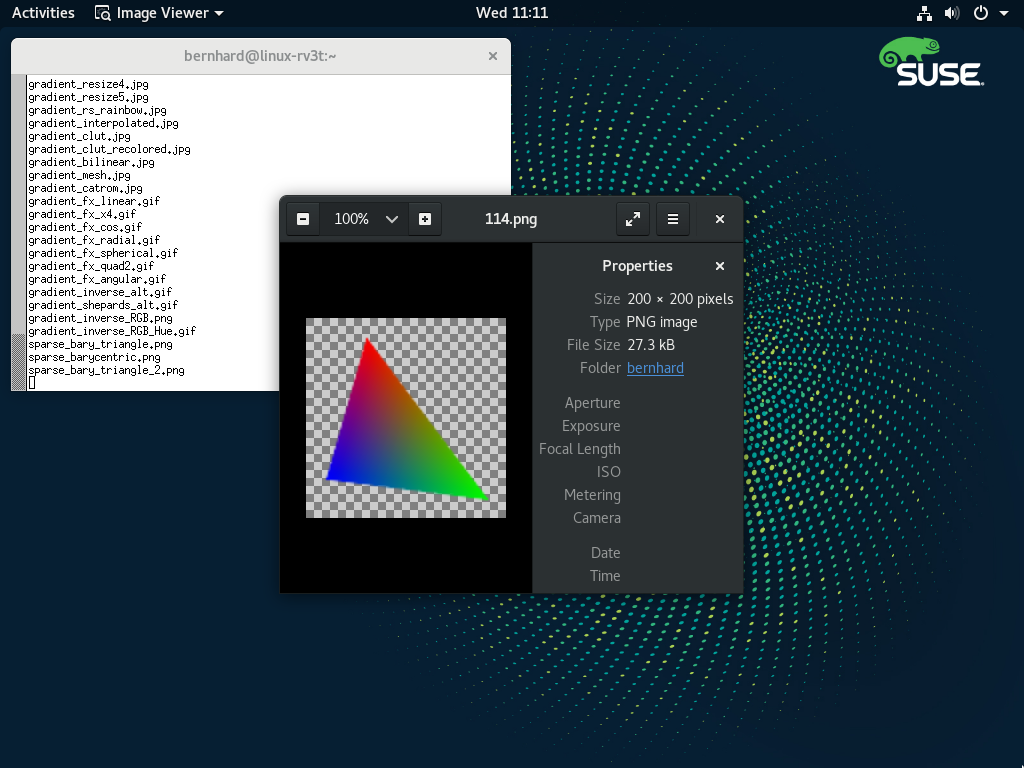 Activities Image Viewer Wed 11:11
SUSE
bernhard@linux-rv3t:~
gradient_resize4.jpg
gradient_resize5.jpg
gradient_rs_rainbow.jpg
gradient_interpolated.jpg
gradient_clut.jpg
gradient_clut_recolored.jpg
gradient_bilinear.jpg
gradient_mesh.jpg
gradient_catrom.jpg
gradient_fx_linear.gif
gradient_fx_x4.gif
gradient_fx_cos.gif
gradient_fx_radial.gif
gradient_fx_spherical.gif
gradient_fx_quad2.gif
gradient_fx_angular.gif
gradient_inverse_alt.gif
gradient_shepards_alt.gif
gradient_inverse_RGB.png
gradient_inverse_RGB_Hue.gif
sparse_bary_triangle.png
sparse_barycentric.png
sparse_bary_triangle_2.png
100% 114.png
Properties
Size 200 × 200 pixels
Type PNG image
File Size 27.3 kB
Folder bernhard
Aperture
Exposure
Focal Length
ISO
Metering
Camera
Date
Time